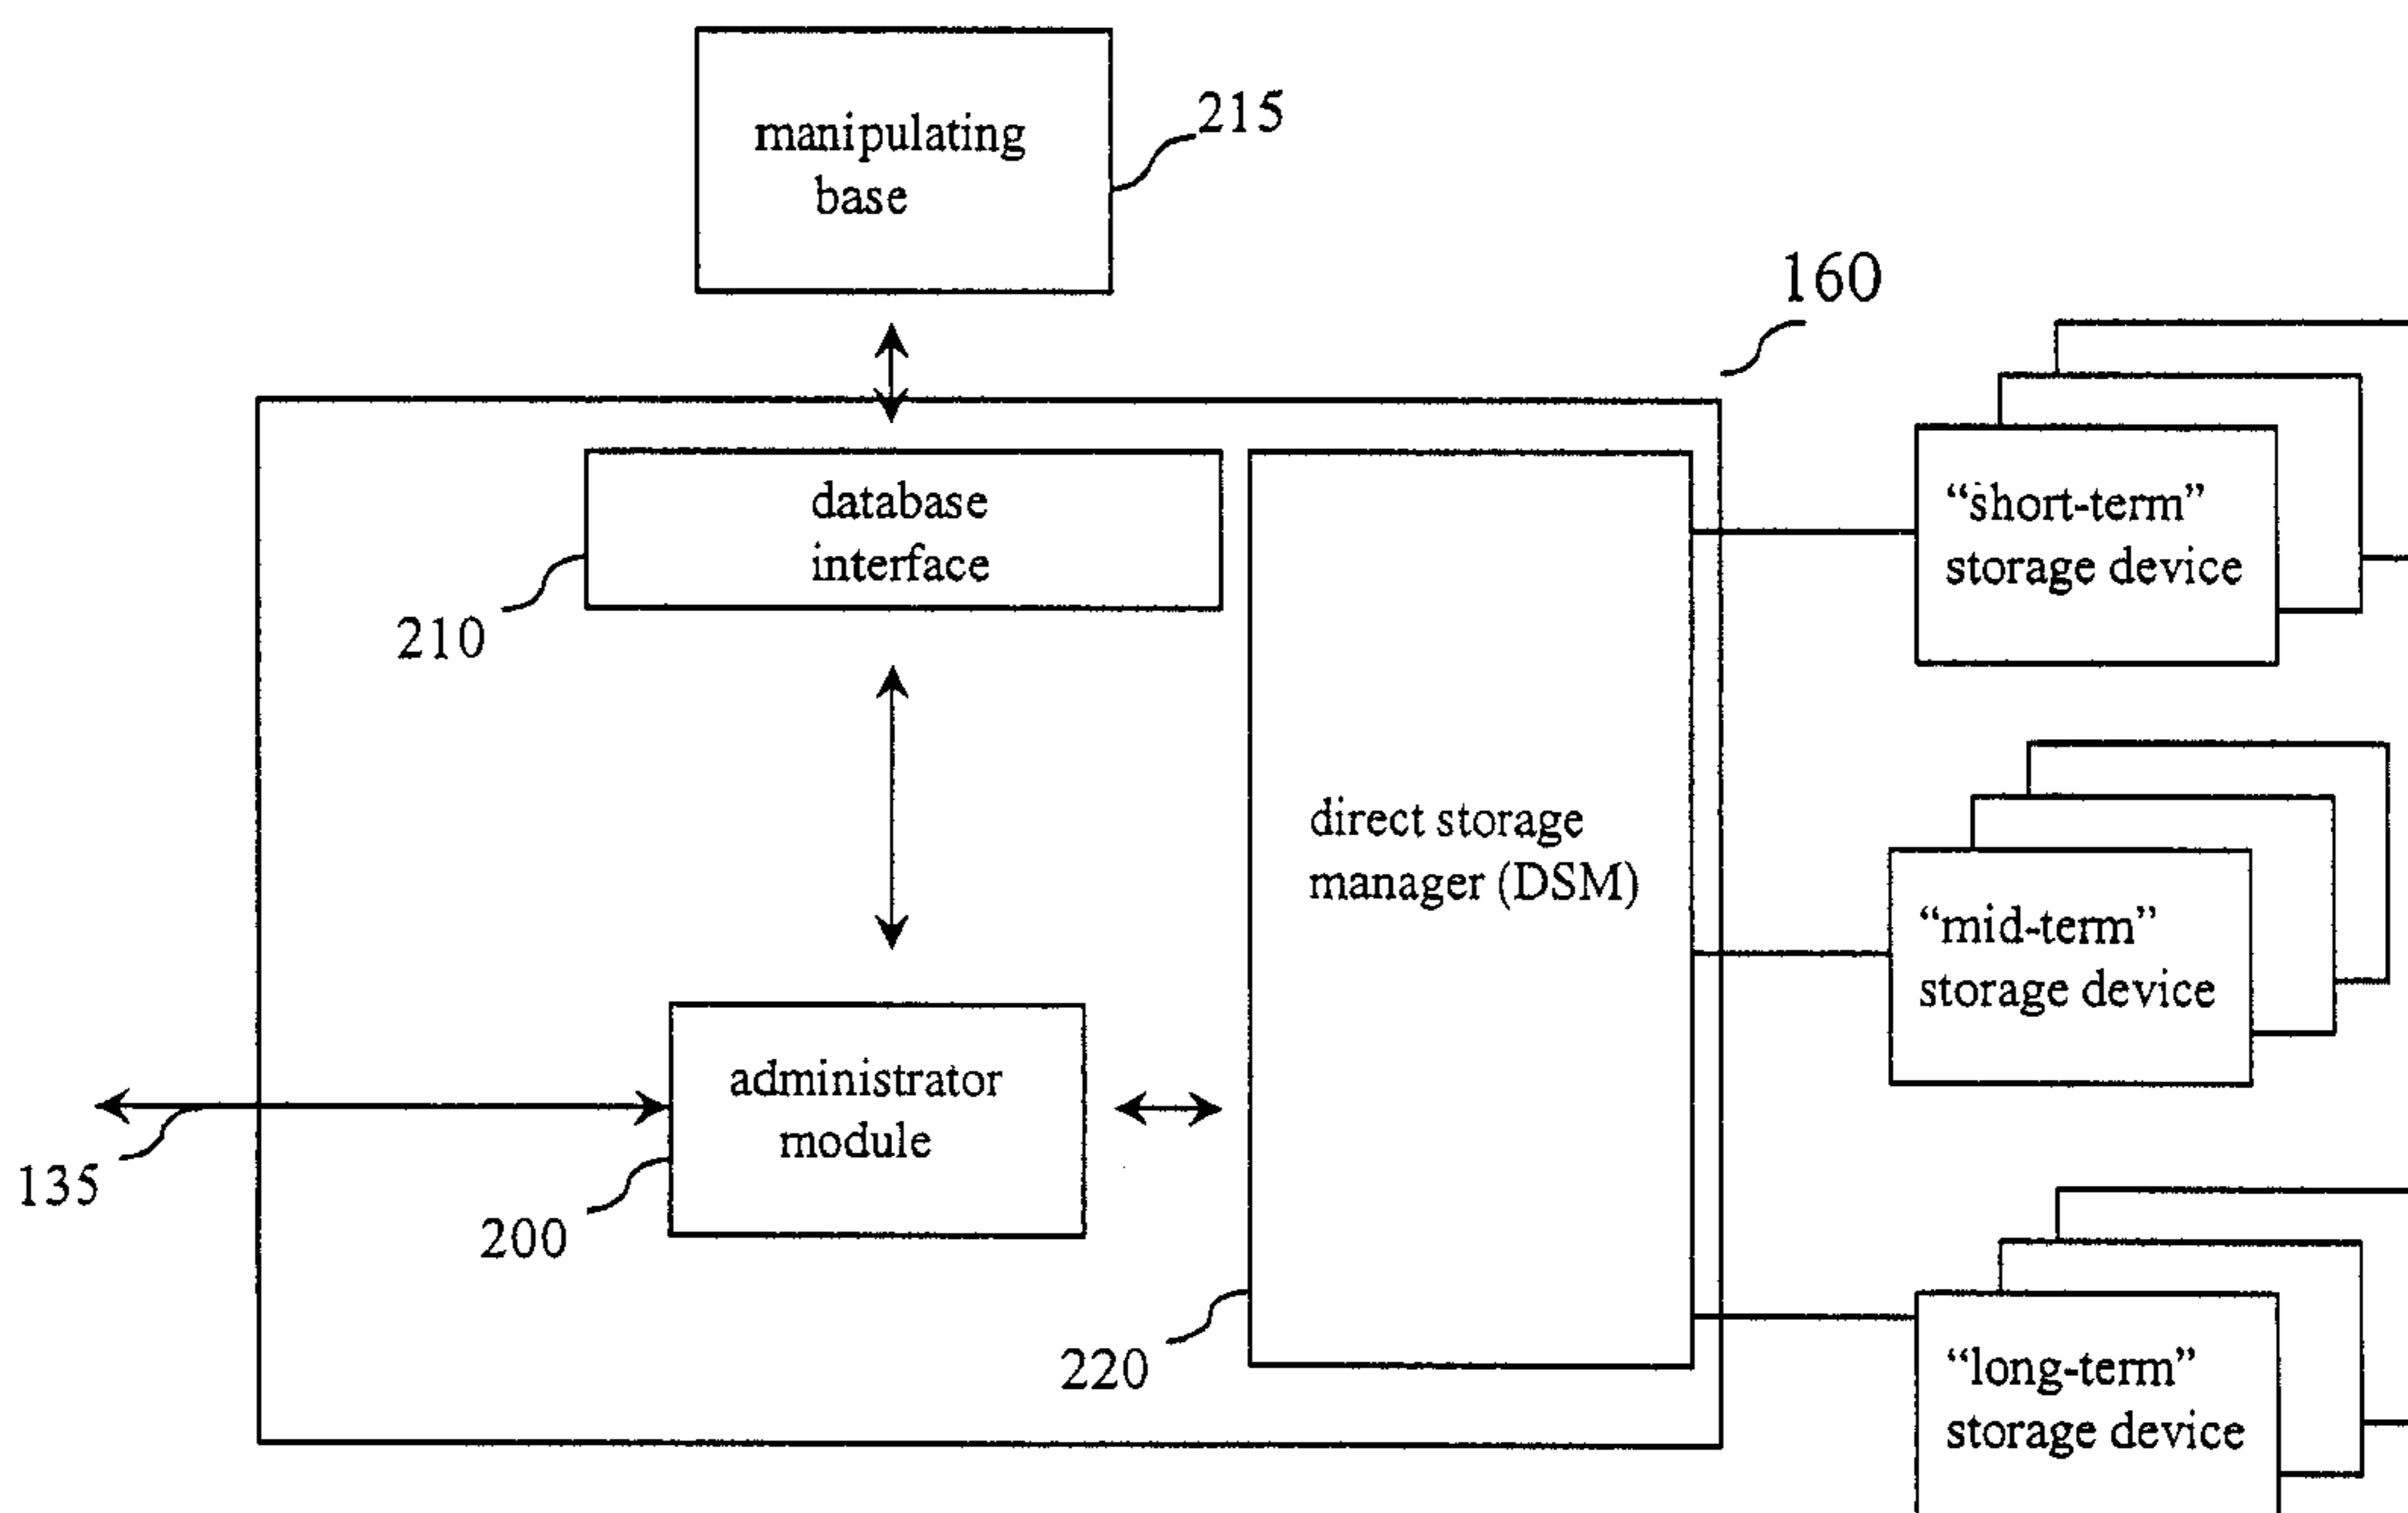 manipulating
base
215
160
database
interface
210
"short-term"
storage device
direct storage
manager (DSM)
"mid-term"
storage device
administrator
module
135
200
220
"long-term"
storage device